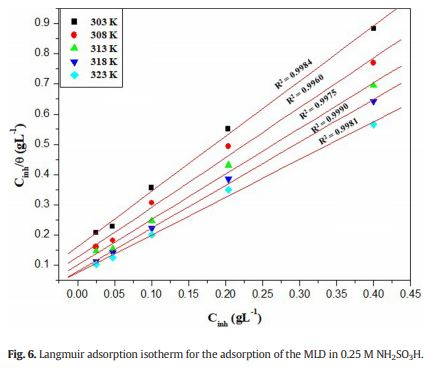 303 K
308 K
313 K
318 K
323 K
R² = 0.9984
R² = 0.9960
R² = 0.9975
R² = 0.9990
R² = 0.9981
C_inh/θ (gL⁻¹)
0.9
0.8
0.7
0.6
0.5
0.4
0.3
0.2
0.1
0.00 0.05 0.10 0.15 0.20 0.25 0.30 0.35 0.40 0.45
C_inh (gL⁻¹)
Fig. 6. Langmuir adsorption isotherm for the adsorption of the MLD in 0.25 M NH₂SO₃H.